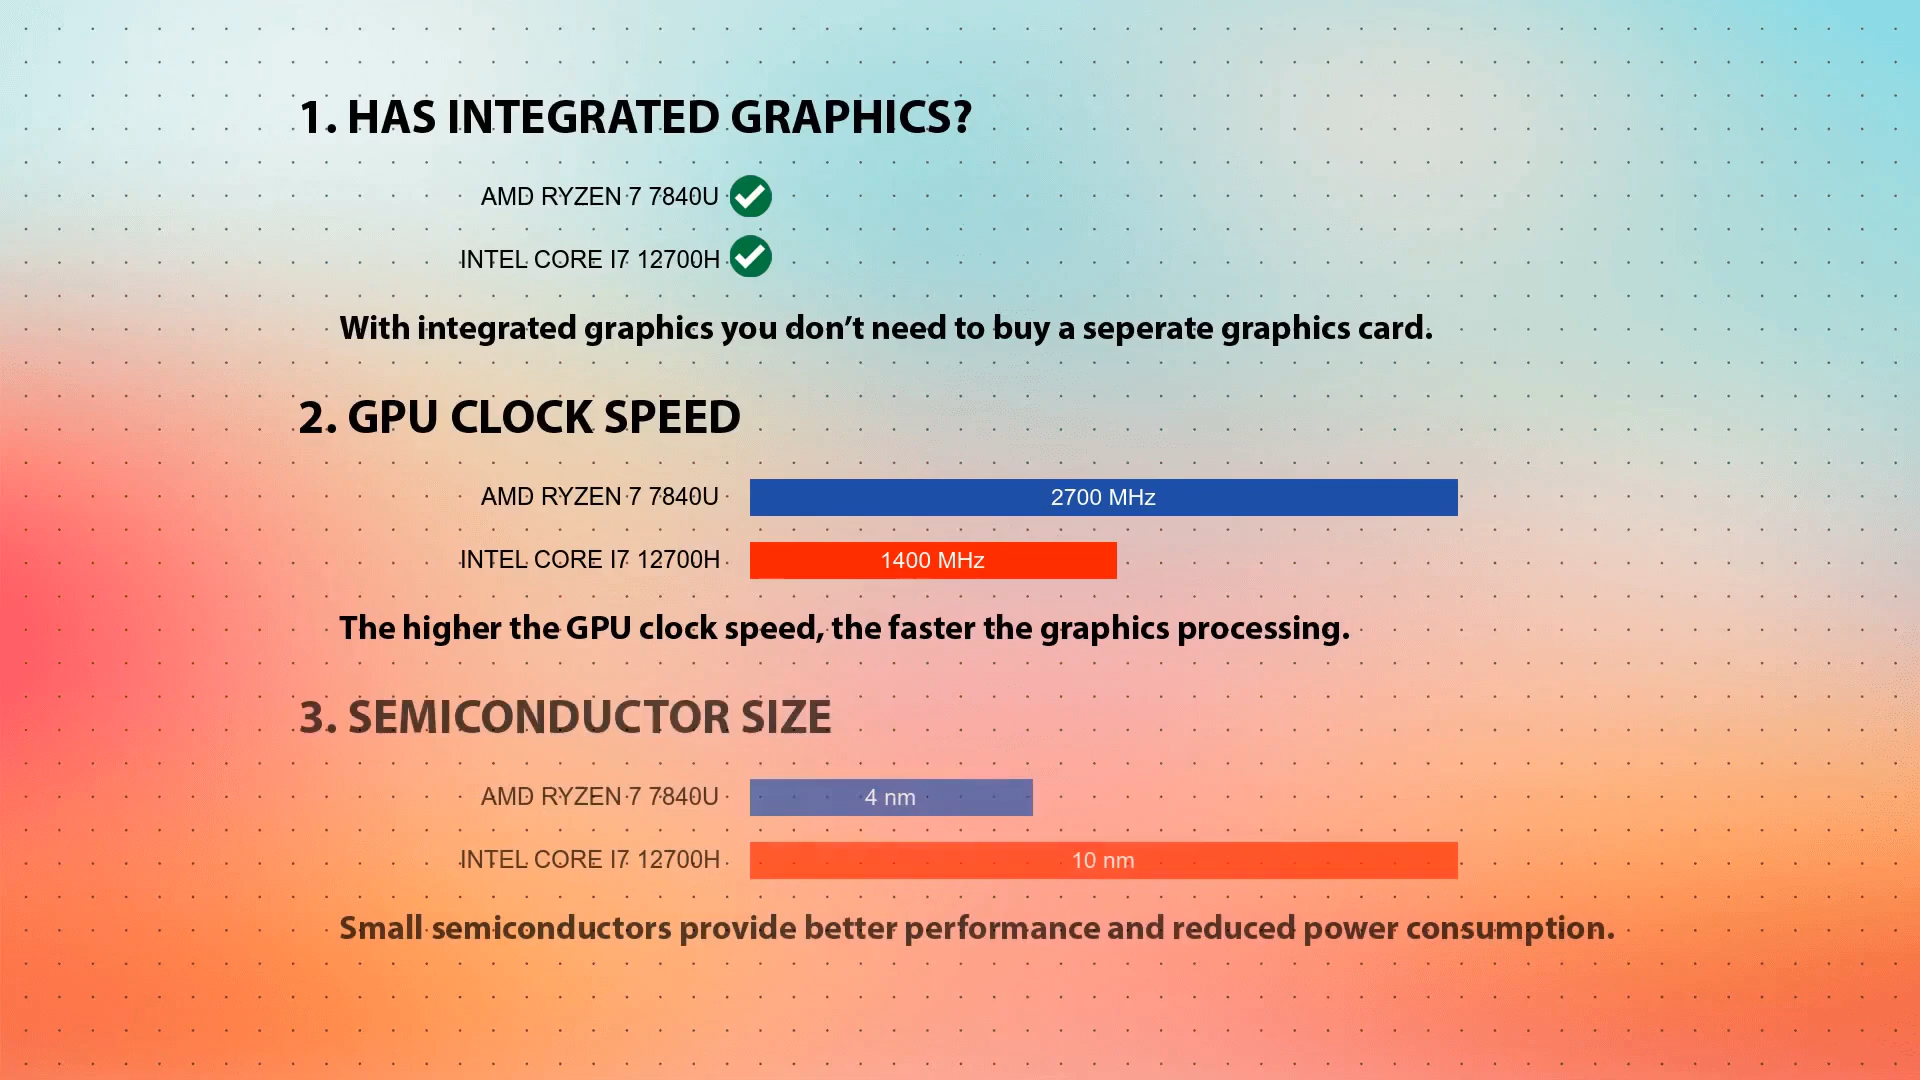 1. HAS INTEGRATED GRAPHICS?
AMD RYZEN 7 7840U
INTEL CORE I7 12700H
With integrated graphics you don’t need to buy a seperate graphics card.
2. GPU CLOCK SPEED
AMD RYZEN 7 7840U 2700 MHz
INTEL CORE I7 12700H 1400 MHz
The higher the GPU clock speed, the faster the graphics processing.
3. SEMICONDUCTOR SIZE
AMD RYZEN 7 7840U 4 nm
INTEL CORE I7 12700H 10 nm
Small semiconductors provide better performance and reduced power consumption.